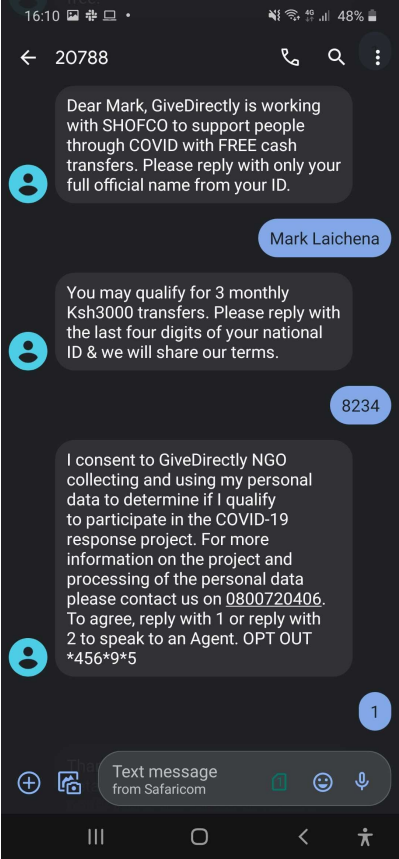 16:10
4G
48%
20788
Dear Mark, GiveDirectly is working
with SHOFCO to support people
through COVID with FREE cash
transfers. Please reply with only your
full official name from your ID.
Mark Laichena
You may qualify for 3 monthly
Ksh3000 transfers. Please reply with
the last four digits of your national
ID & we will share our terms.
8234
I consent to GiveDirectly NGO
collecting and using my personal
data to determine if I qualify
to participate in the COVID-19
response project. For more
information on the project and
processing of the personal data
please contact us on 0800720406.
To agree, reply with 1 or reply with
2 to speak to an Agent. OPT OUT
*456*9*5
1
Text message
1
from Safaricom